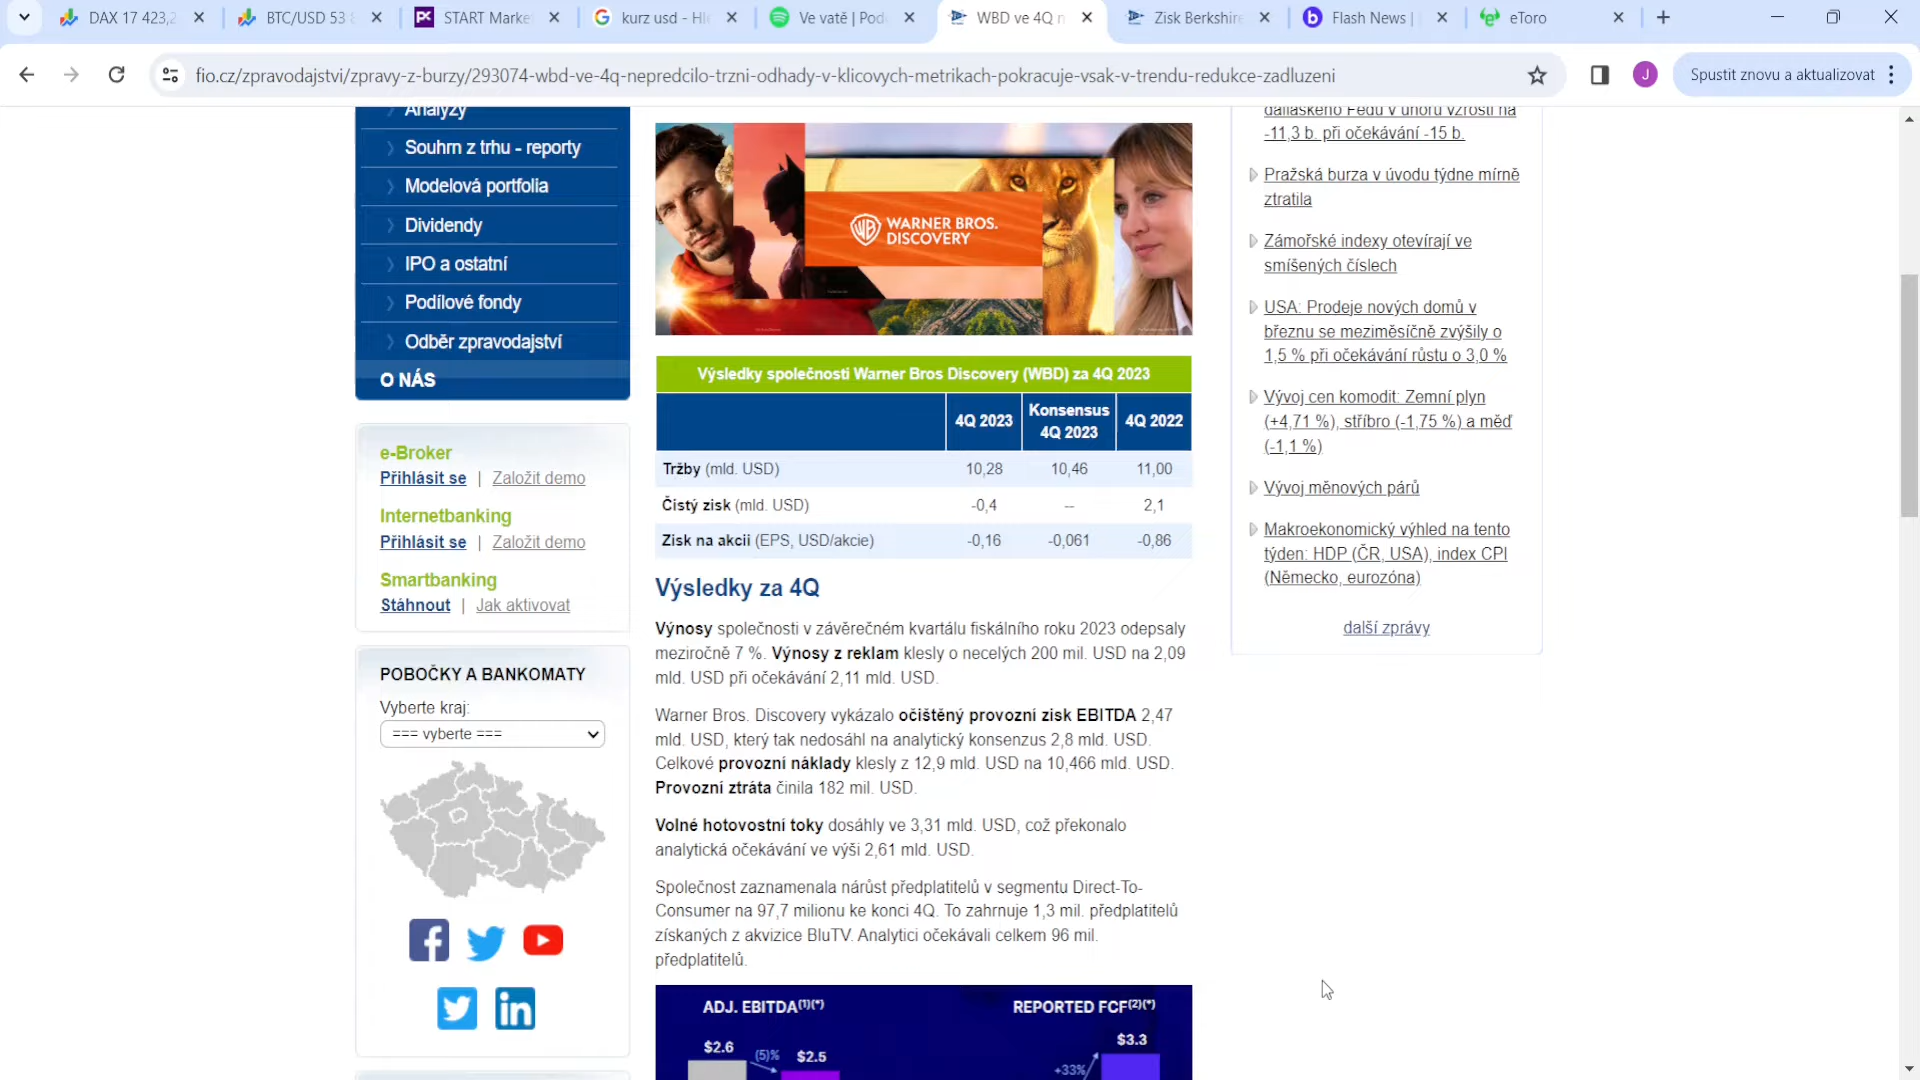 DAX 17 423,2
BTC/USD 53
START Marke
kurz usd - Hle
Ve vatě | Pod
WBD ve 4Q n
Zisk Berkshire
Flash News |
eToro
fio.cz/zpravodajstvi/zpravy-z-burzy/293074-wbd-ve-4q-nepredcilo-trzni-odhady-v-klicovych-metrikach-pokracuje-vsak-v-trendu-redukce-zadluzeni
J
Spustit znovu a aktualizovat
Analýzy
Souhrn z trhu - reporty
Modelová portfolia
Dividendy
IPO a ostatní
Podílové fondy
Odběr zpravodajství
O NÁS
e-Broker
Přihlásit se | Založit demo
Internetbanking
Přihlásit se | Založit demo
Smartbanking
Stáhnout | Jak aktivovat
POBOČKY A BANKOMATY
Vyberte kraj:
=== vyberte ===
WARNER BROS.
DISCOVERY
Výsledky společnosti Warner Bros Discovery (WBD) za 4Q 2023
4Q 2023 Konsensus 4Q 2022
4Q 2023
Tržby (mld. USD) 10,28 10,46 11,00
Čistý zisk (mld. USD) -0,4 -- 2,1
Zisk na akcii (EPS, USD/akcie) -0,16 -0,061 -0,86
Výsledky za 4Q
Výnosy společnosti v závěrečném kvartálu fiskálního roku 2023 odepsaly
meziročně 7 %. Výnosy z reklam klesly o necelých 200 mil. USD na 2,09
mld. USD při očekávání 2,11 mld. USD.
Warner Bros. Discovery vykázalo očištěný provozní zisk EBITDA 2,47
mld. USD, který tak nedosáhl na analytický konsenzus 2,8 mld. USD.
Celkové provozní náklady klesly z 12,9 mld. USD na 10,466 mld. USD.
Provozní ztráta činila 182 mil. USD.
Volné hotovostní toky dosáhly ve 3,31 mld. USD, což překonalo
analytická očekávání ve výši 2,61 mld. USD.
Společnost zaznamenala nárůst předplatitelů v segmentu Direct-To-
Consumer na 97,7 milionu ke konci 4Q. To zahrnuje 1,3 mil. předplatitelů
získaných z akvizice BluTV. Analytici očekávali celkem 96 mil.
předplatitelů.
ADJ. EBITDA(1)(*) REPORTED FCF(2)(*)
$2.6 (5)% $2.5 +33% $3.3
dallaského Fedu v únoru vzrostl na
-11,3 b. při očekávání -15 b.
Pražská burza v úvodu týdne mírně
ztratila
Zámořské indexy otevírají ve
smíšených číslech
USA: Prodeje nových domů v
březnu se meziměsíčně zvýšily o
1,5 % při očekávání růstu o 3,0 %
Vývoj cen komodit: Zemní plyn
(+4,71 %), stříbro (-1,75 %) a měď
(-1,1 %)
Vývoj měnových párů
Makroekonomický výhled na tento
týden: HDP (ČR, USA), index CPI
(Německo, eurozóna)
další zprávy